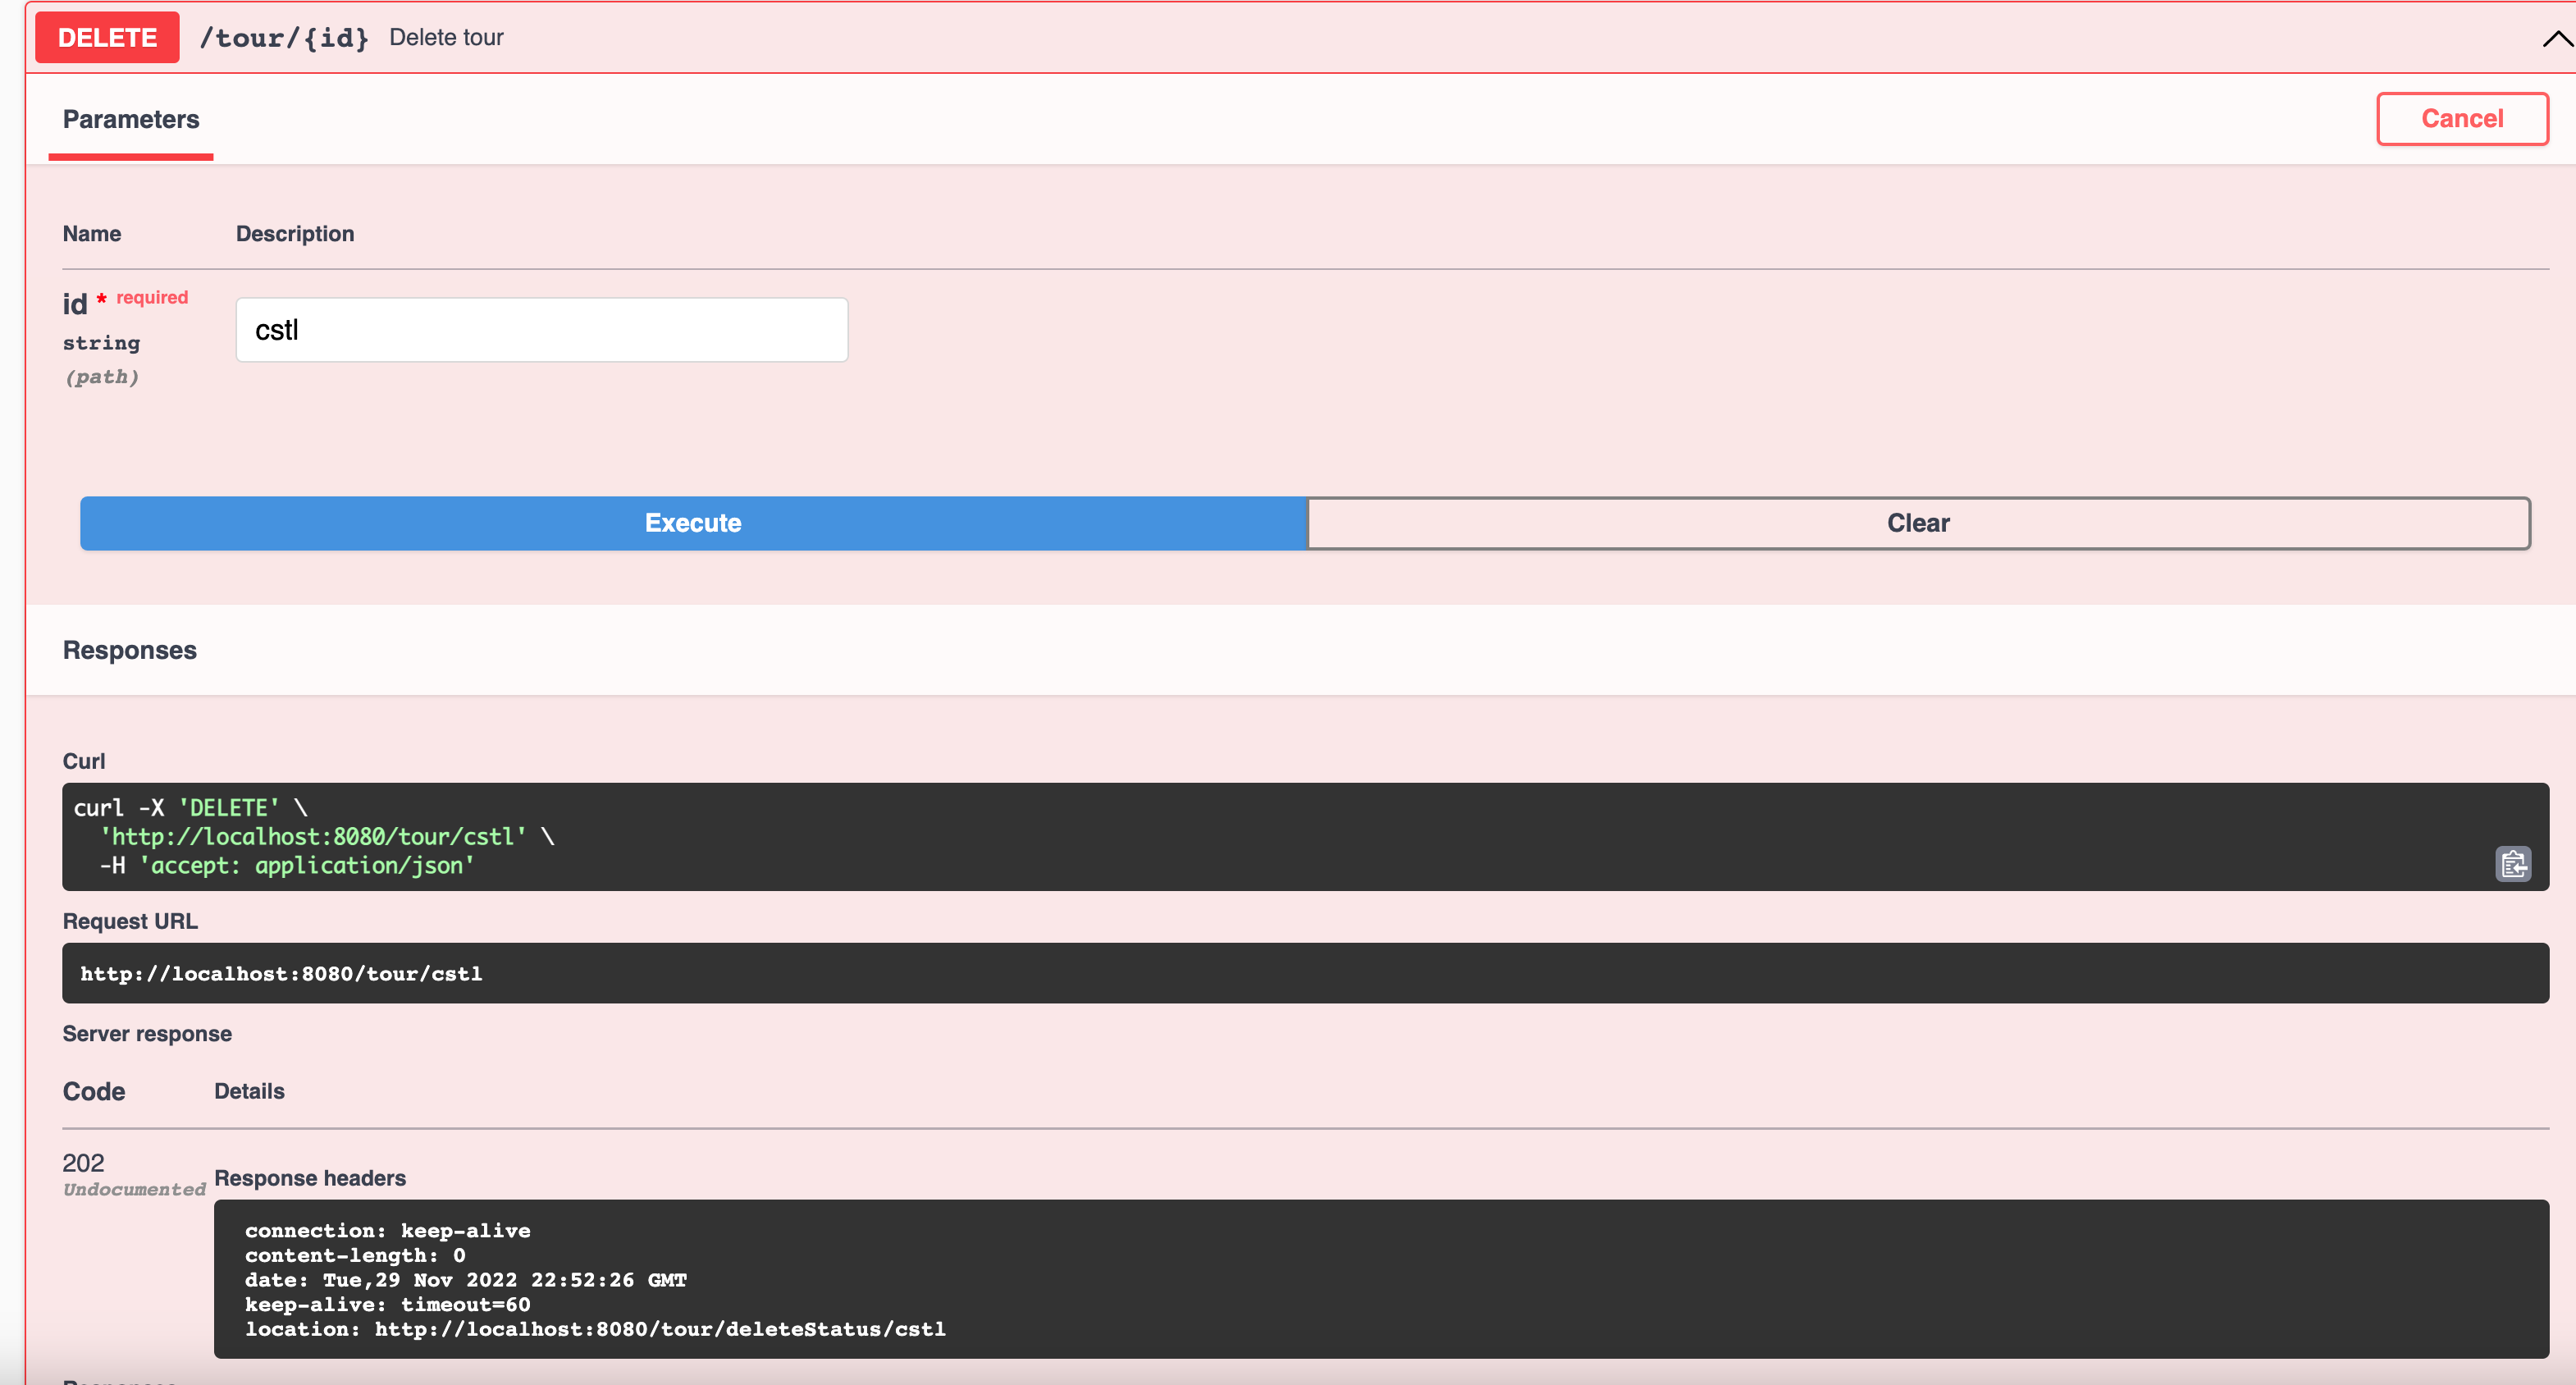 DELETE /tour/{id} Delete tour
Parameters
Cancel
Name Description
id * required
string
(path)
cstl
Execute
Clear
Responses
Curl
curl -X 'DELETE' \
'http://localhost:8080/tour/cstl' \
-H 'accept: application/json'
Request URL
http://localhost:8080/tour/cstl
Server response
Code Details
202
Undocumented
Response headers
connection: keep-alive
content-length: 0
date: Tue,29 Nov 2022 22:52:26 GMT
keep-alive: timeout=60
location: http://localhost:8080/tour/deleteStatus/cstl